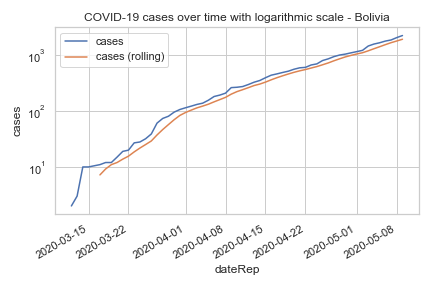 COVID-19 cases over time with logarithmic scale - Bolivia
cases
cases (rolling)
10³
10²
10¹
cases
2020-03-15
2020-03-22
2020-04-01
2020-04-08
2020-04-15
2020-04-22
2020-05-01
2020-05-08
dateRep